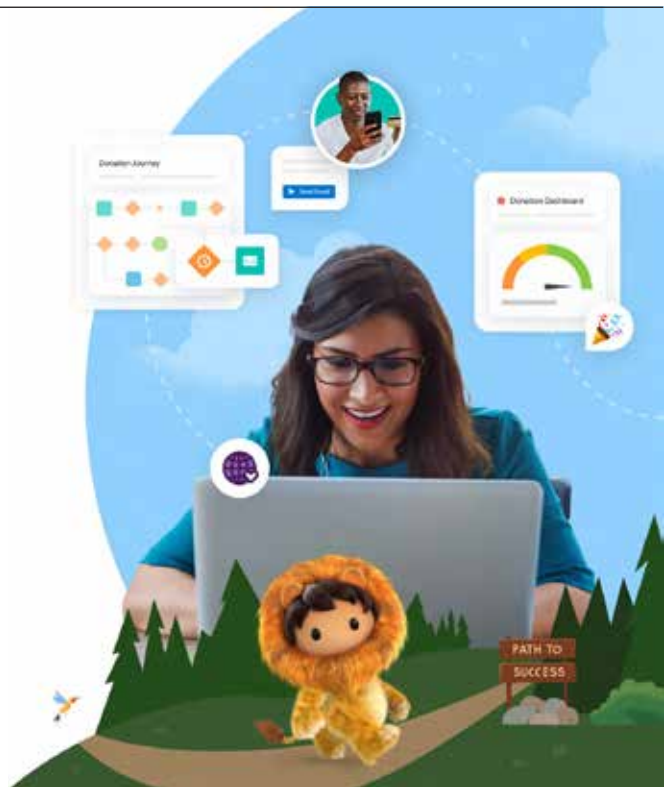 Donation Journey
Send Email
Donation Dashboard
PATH TO
SUCCESS